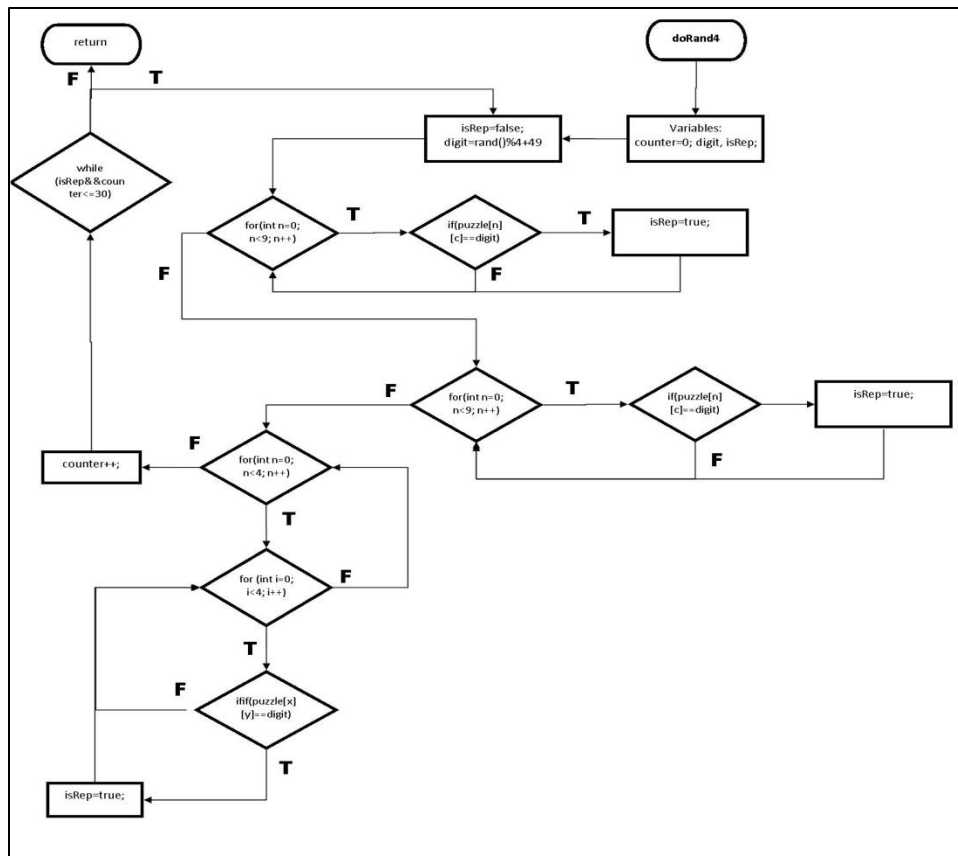 return
doRand4
F
T
isRep=false;
digit=rand()%4+49
Variables:
counter=0; digit, isRep;
while
(isRep&&coun
ter<=30)
for(int n=0;
n<9; n++)
T
if(puzzle[n]
[c]==digit)
T
isRep=true;
F
F
for(int n=0;
n<9; n++)
F
T
if(puzzle[n]
[c]==digit)
isRep=true;
F
counter++;
F
for(int n=0;
n<4; n++)
T
for (int i=0;
i<4; i++)
F
T
F
ifif(puzzle[x]
[y]==digit)
T
isRep=true;